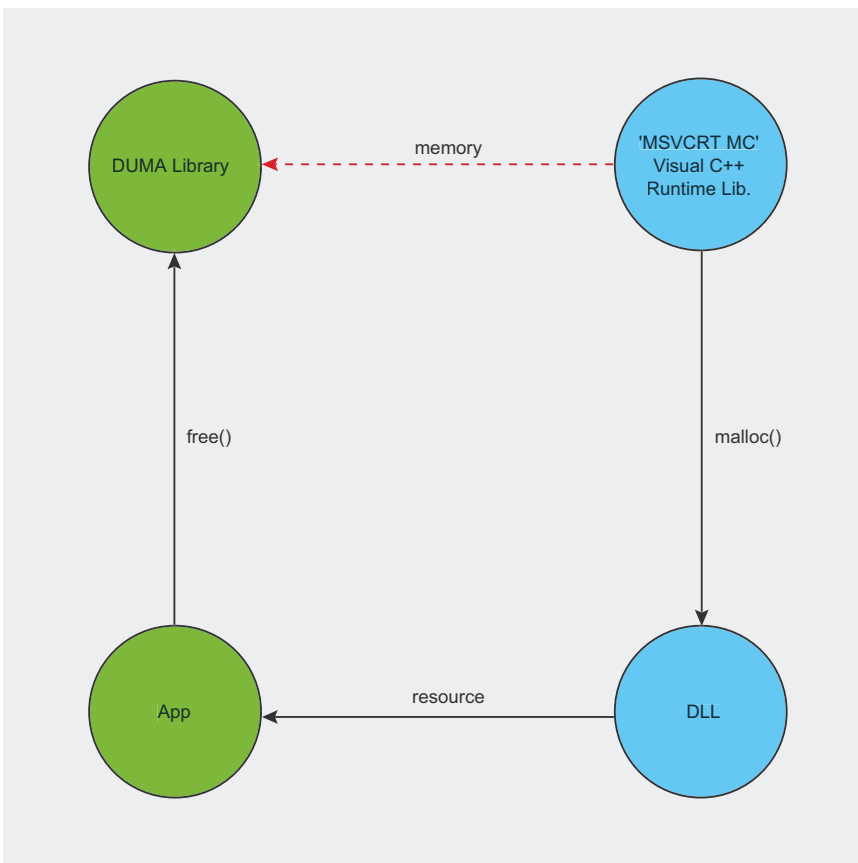 DUMA Library
memory
'MSVCRT MC'
Visual C++
Runtime Lib.
free()
malloc()
App
resource
DLL